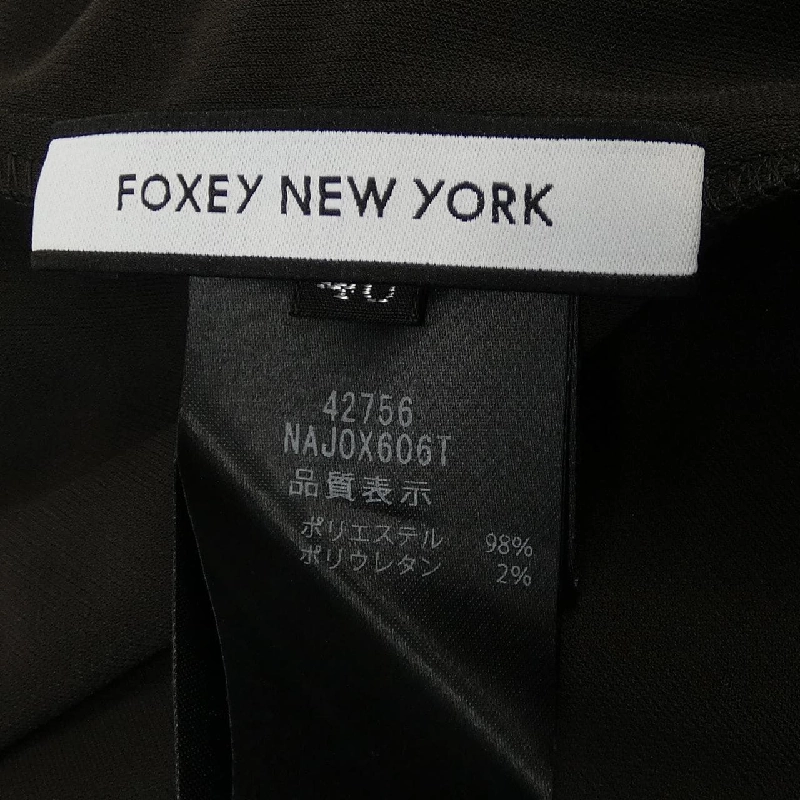 FOXEY NEW YORK
40
42756
NAJOX606T
品質表示
ポリエステル 98%
ポリウレタン 2%